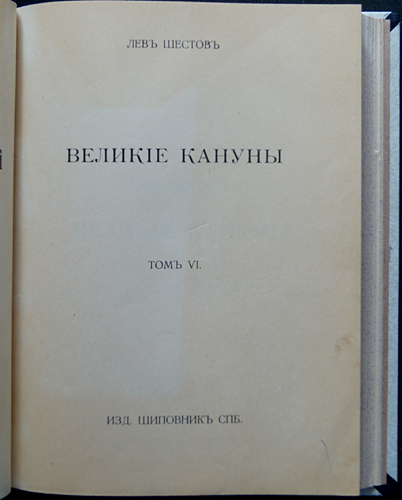 ЛЕВЪ ШЕСТОВЪ
ВЕЛИКІЕ КАНУНЫ
ТОМЪ VI.
ИЗД. ШИПОВНИКЪ СПБ.